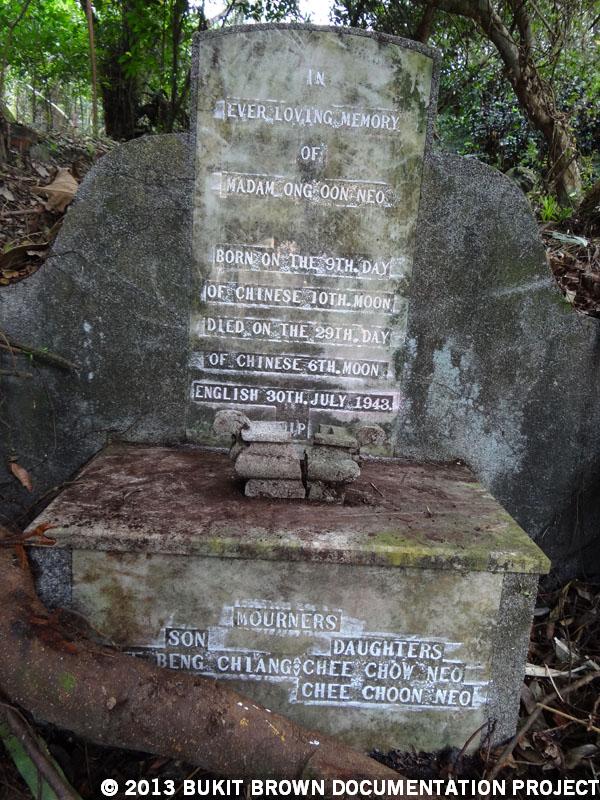 IN
EVER LOVING MEMORY
OF
MADAM ONG OON NEO
BORN ON THE 9TH. DAY
OF CHINESE 10TH. MOON
DIED ON THE 29TH. DAY
OF CHINESE 6TH. MOON
ENGLISH 30TH. JULY 1943.
MOURNERS
SON DAUGHTERS
BENG CHIANG CHEE CHOW NEO
CHEE CHOON NEO
© 2013 BUKIT BROWN DOCUMENTATION PROJECT